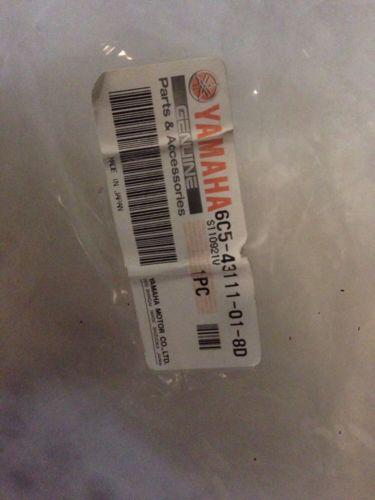 YAMAHA
GENUINE
Parts & Accessories
6C5-43111-01-8D
S110921V
1PC
MADE IN JAPAN
YAMAHA MOTOR CO.,LTD.